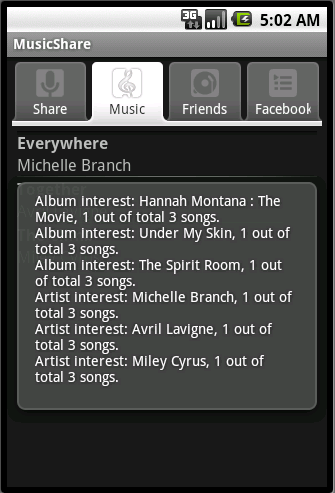 3G 5:02 AM
MusicShare
Share Music Friends Facebook
Everywhere
Michelle Branch
Together
Album interest: Hannah Montana : The
Movie, 1 out of total 3 songs.
Album interest: Under My Skin, 1 out of
total 3 songs.
Album interest: The Spirit Room, 1 out
of total 3 songs.
Artist interest: Michelle Branch, 1 out of
total 3 songs.
Artist interest: Avril Lavigne, 1 out of
total 3 songs.
Artist interest: Miley Cyrus, 1 out of
total 3 songs.